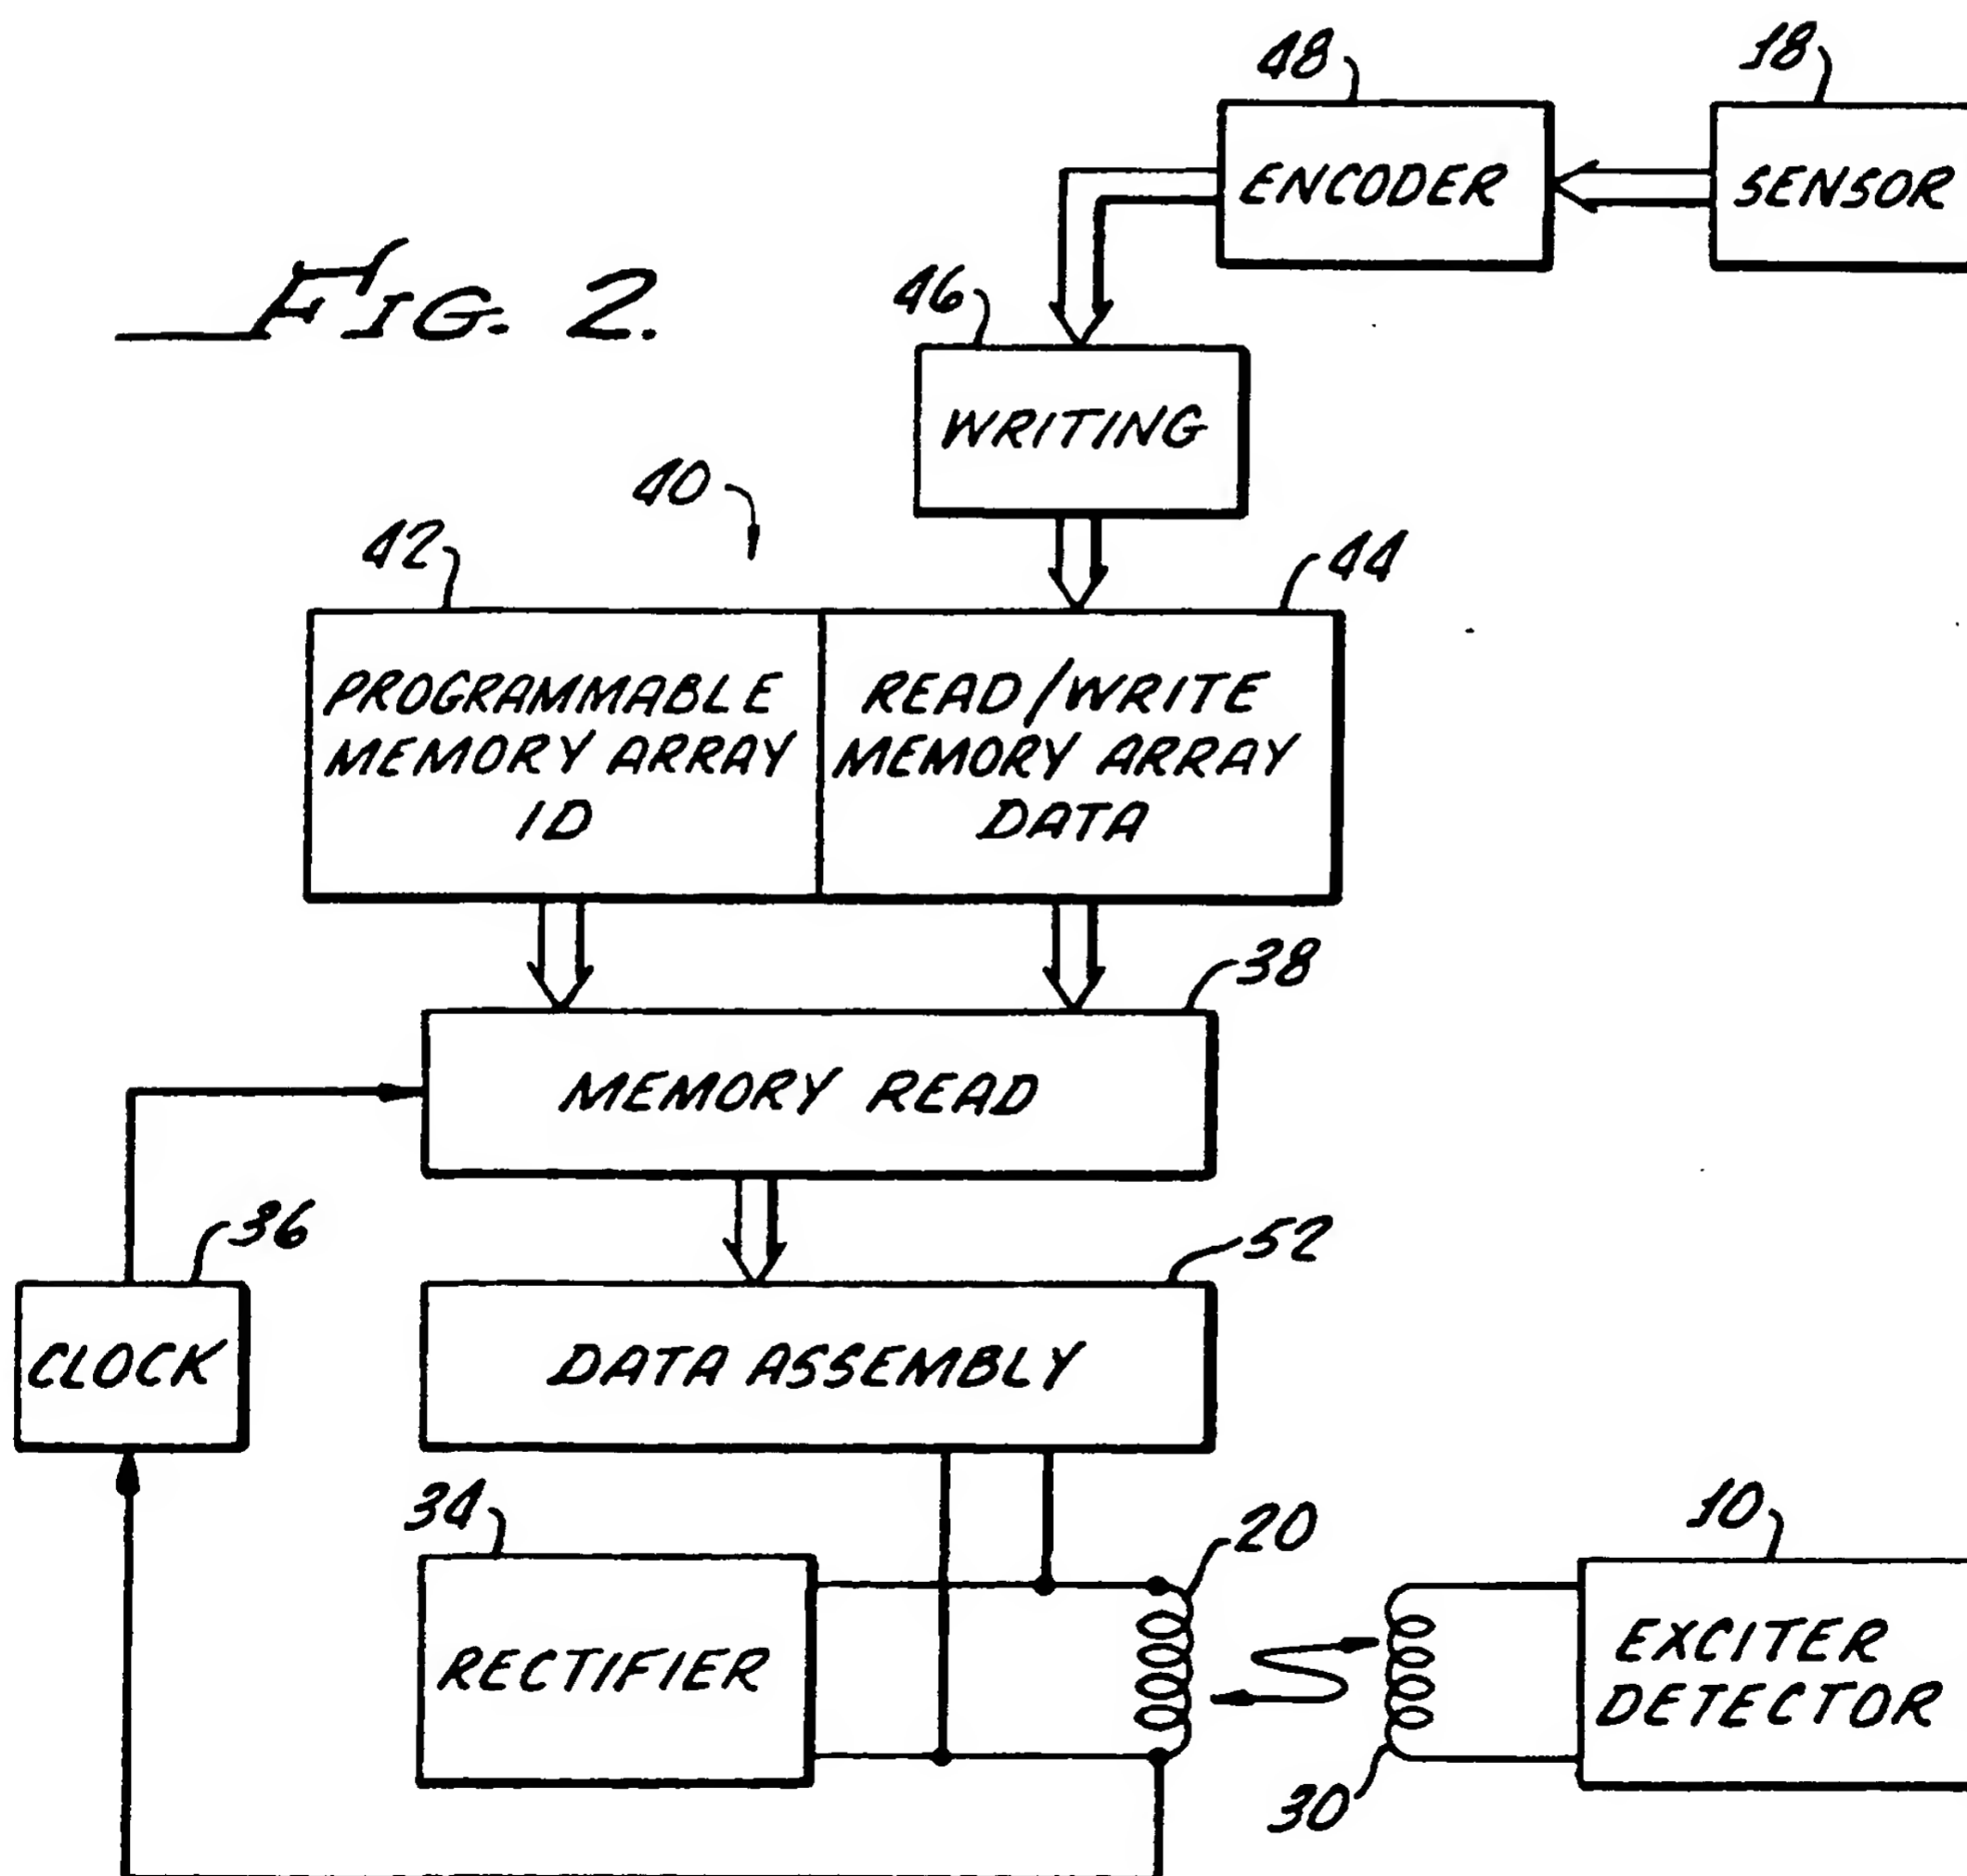 48
18
ENCODER
SENSOR
FIG. 2.
46
WRITING
40
42
44
PROGRAMMABLE
MEMORY ARRAY
ID
READ/WRITE
MEMORY ARRAY
DATA
38
MEMORY READ
36
52
CLOCK
DATA ASSEMBLY
34
20
10
RECTIFIER
EXCITER
DETECTOR
30